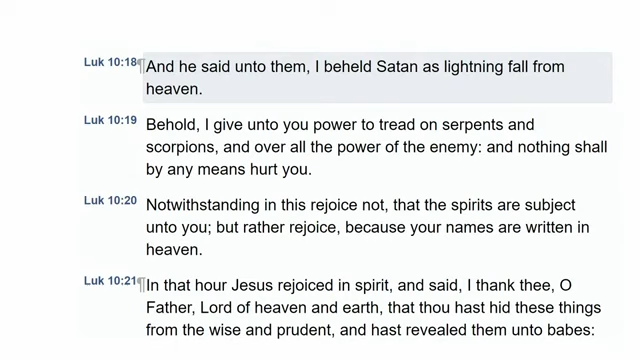 Luk 10:18 ¶And he said unto them, I beheld Satan as lightning fall from
heaven.
Luk 10:19 Behold, I give unto you power to tread on serpents and
scorpions, and over all the power of the enemy: and nothing shall
by any means hurt you.
Luk 10:20 Notwithstanding in this rejoice not, that the spirits are subject
unto you; but rather rejoice, because your names are written in
heaven.
Luk 10:21 ¶In that hour Jesus rejoiced in spirit, and said, I thank thee, O
Father, Lord of heaven and earth, that thou hast hid these things
from the wise and prudent, and hast revealed them unto babes: